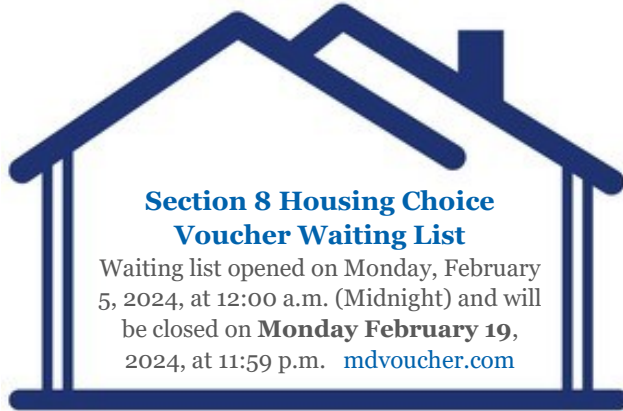 Section 8 Housing Choice
Voucher Waiting List
Waiting list opened on Monday, February
5, 2024, at 12:00 a.m. (Midnight) and will
be closed on Monday February 19,
2024, at 11:59 p.m. mdvoucher.com